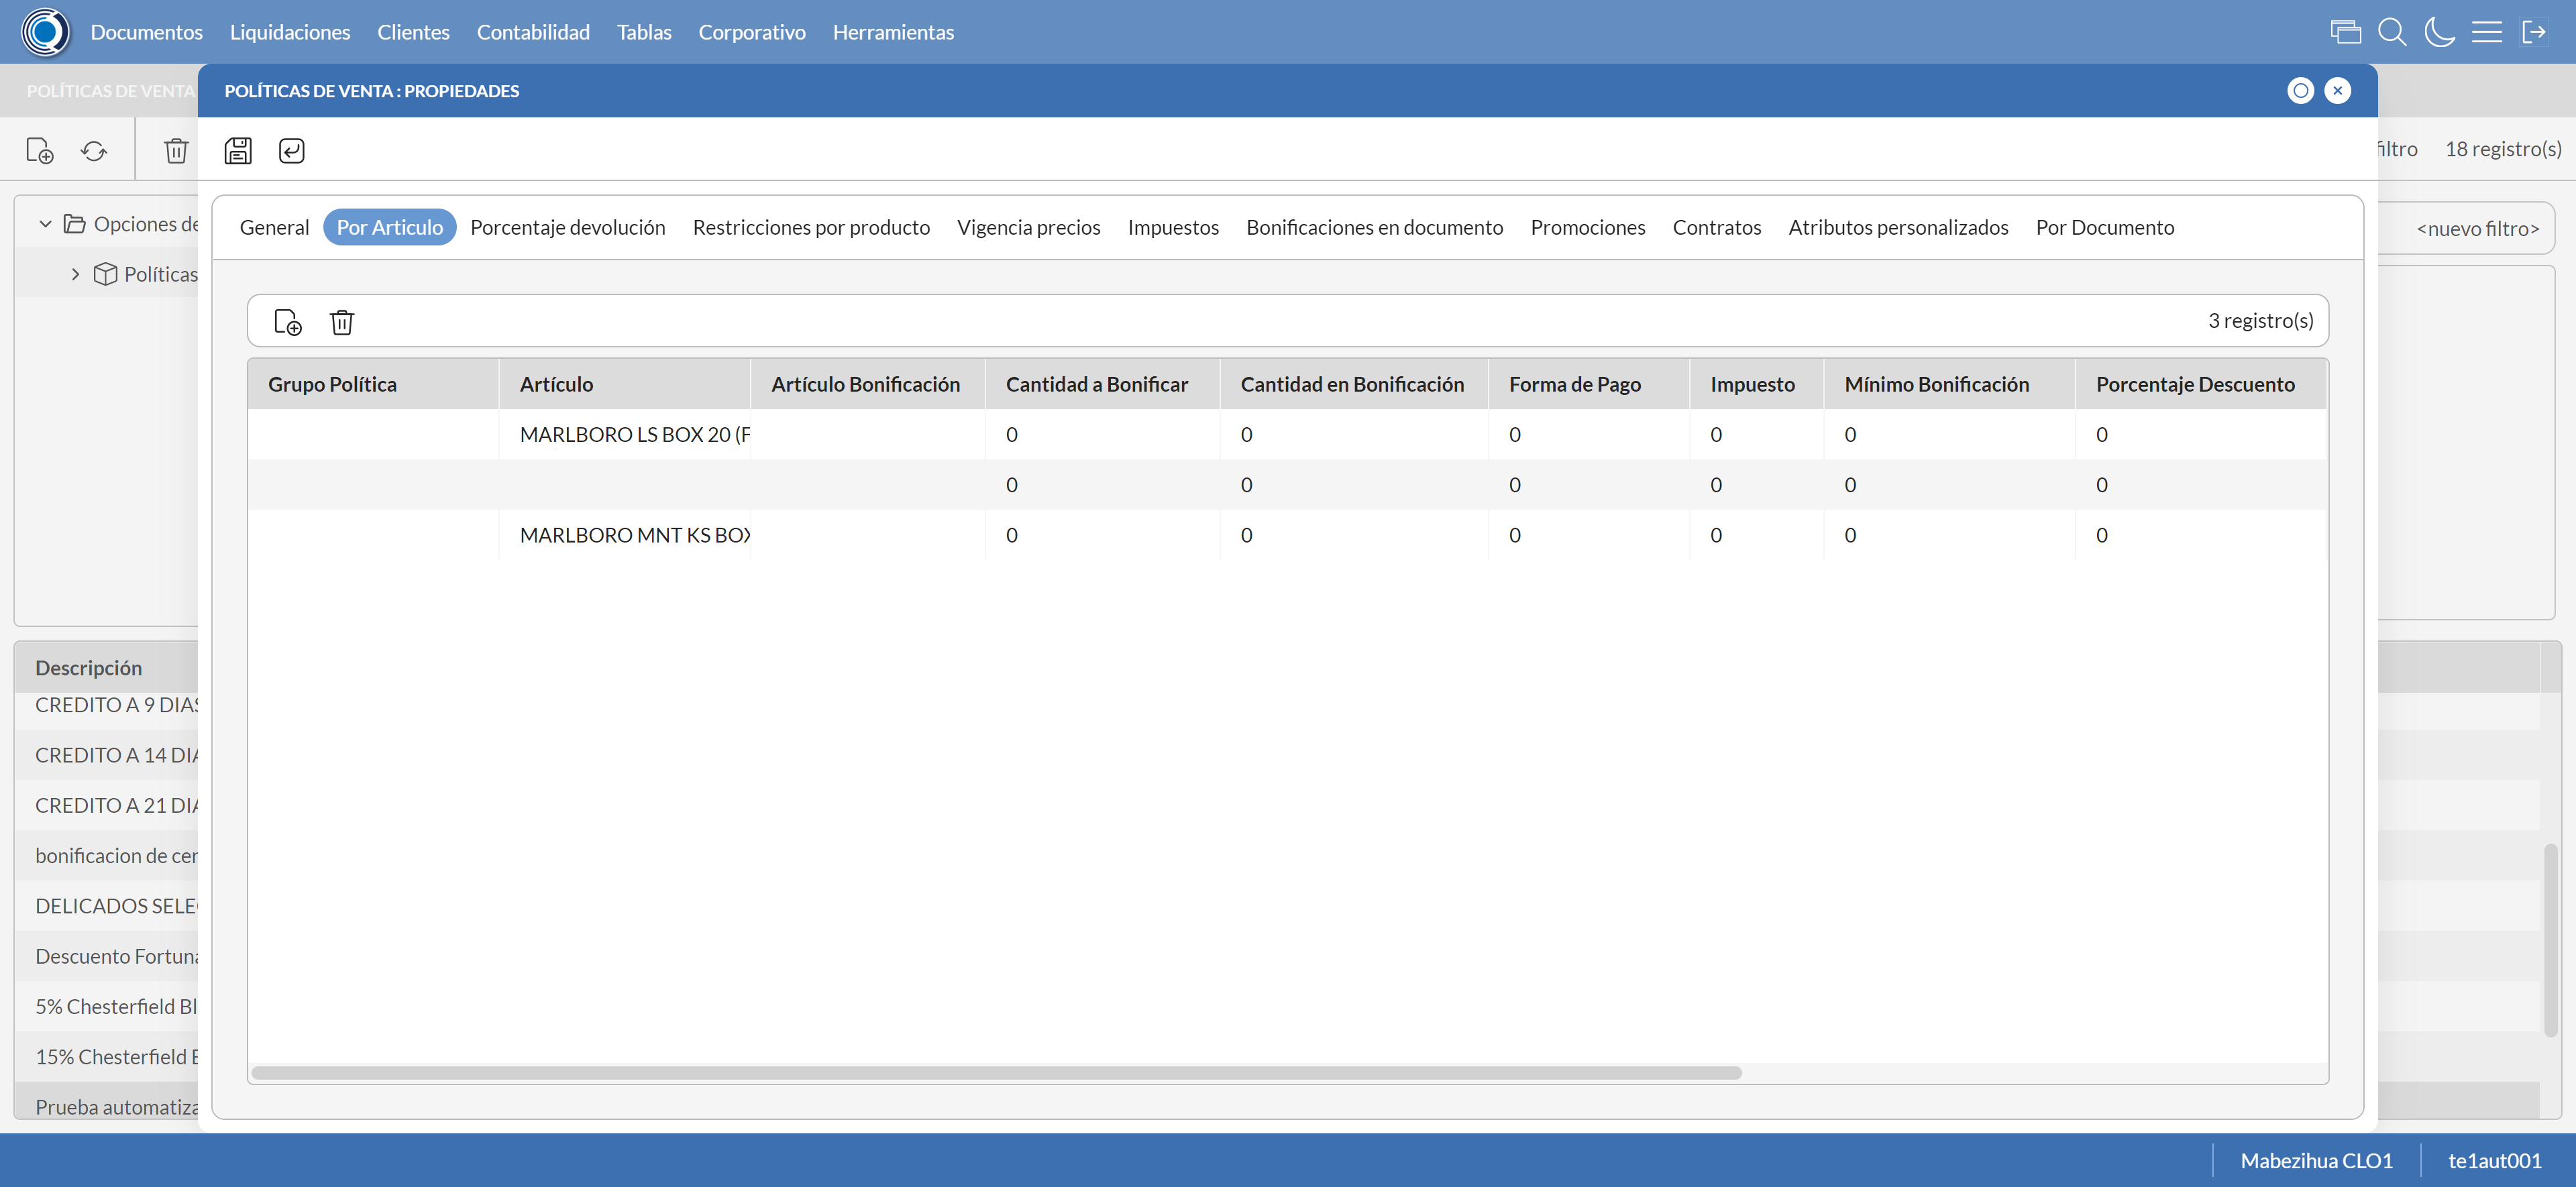 Documentos Liquidaciones Clientes Contabilidad Tablas Corporativo Herramientas
POLÍTICAS DE VENTA
POLÍTICAS DE VENTA : PROPIEDADES
filtro 18 registro(s)
Opciones de
Políticas
<nuevo filtro>
General Por Articulo Porcentaje devolución Restricciones por producto Vigencia precios Impuestos Bonificaciones en documento Promociones Contratos Atributos personalizados Por Documento
3 registro(s)
Grupo Política Artículo Artículo Bonificación Cantidad a Bonificar Cantidad en Bonificación Forma de Pago Impuesto Mínimo Bonificación Porcentaje Descuento
MARLBORO LS BOX 20 (F 0 0 0 0 0 0
0 0 0 0 0 0
MARLBORO MNT KS BOX 0 0 0 0 0 0
Descripción
CREDITO A 9 DIAS
CREDITO A 14 DIA
CREDITO A 21 DIA
bonificacion de cer
DELICADOS SELE
Descuento Fortuna
5% Chesterfield Bl
15% Chesterfield
Prueba automatiza
Mabezihua CLO1 te1aut001